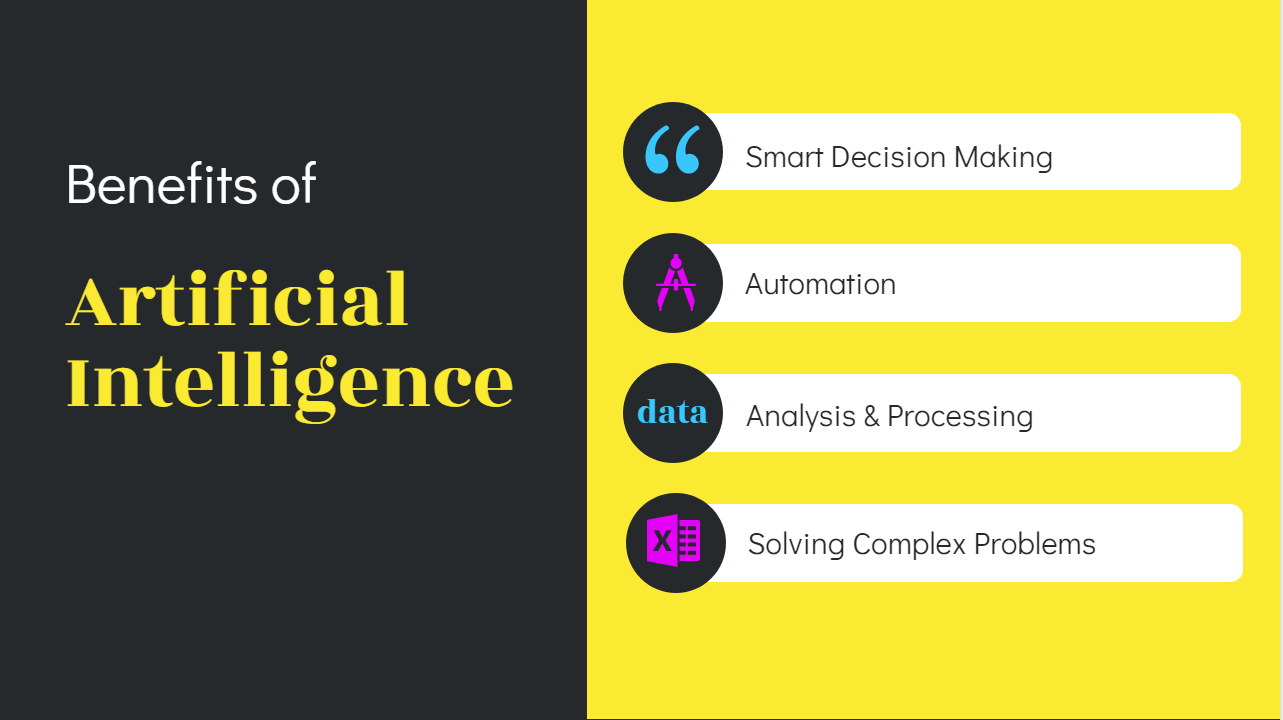 Benefits of
Artificial
Intelligence
“ Smart Decision Making
Automation
data Analysis & Processing
X Solving Complex Problems